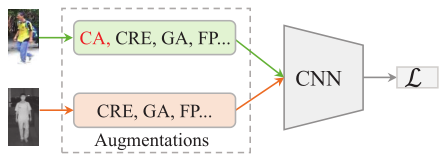 CA, CRE, GA, FP...
CRE, GA, FP...
Augmentations
CNN
ℒ